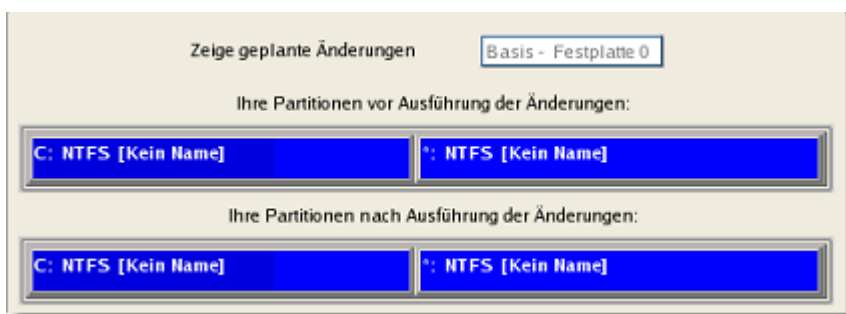 Zeige geplante Änderungen Basis - Festplatte 0
Ihre Partitionen vor Ausführung der Änderungen:
C: NTFS [Kein Name] *: NTFS [Kein Name]
Ihre Partitionen nach Ausführung der Änderungen:
C: NTFS [Kein Name] *: NTFS [Kein Name]